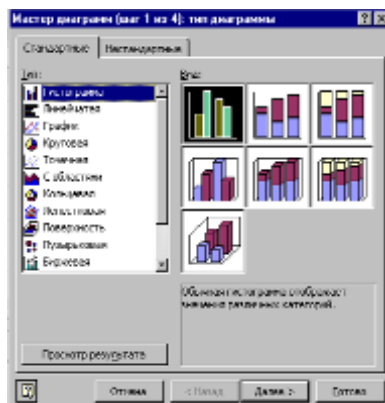 Мастер диаграмм (шаг 1 из 4): тип диаграммы
Стандартные
Нестандартные
Тип:
Вид:
Гистограмма
Линейчатая
График
Круговая
Точечная
С областями
Кольцевая
Лепестковая
Поверхность
Пузырьковая
Биржевая
Обычная гистограмма отображает
значения различных категорий.
Просмотр результата
Отмена
< Назад
Далее >
Готово